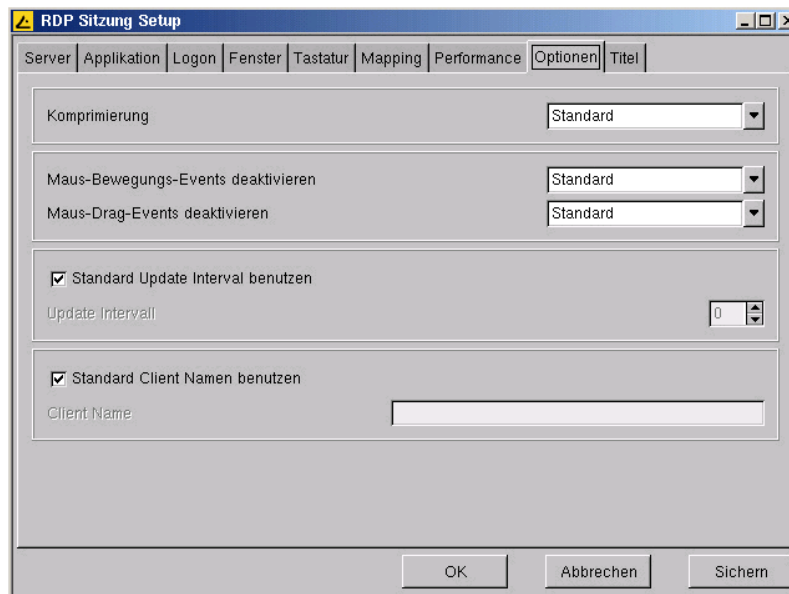 RDP Sitzung Setup
Server Applikation Logon Fenster Tastatur Mapping Performance Optionen Titel
Komprimierung Standard
Maus-Bewegungs-Events deaktivieren Standard
Maus-Drag-Events deaktivieren Standard
Standard Update Interval benutzen
Update Intervall 0
Standard Client Namen benutzen
Client Name
OK Abbrechen Sichern